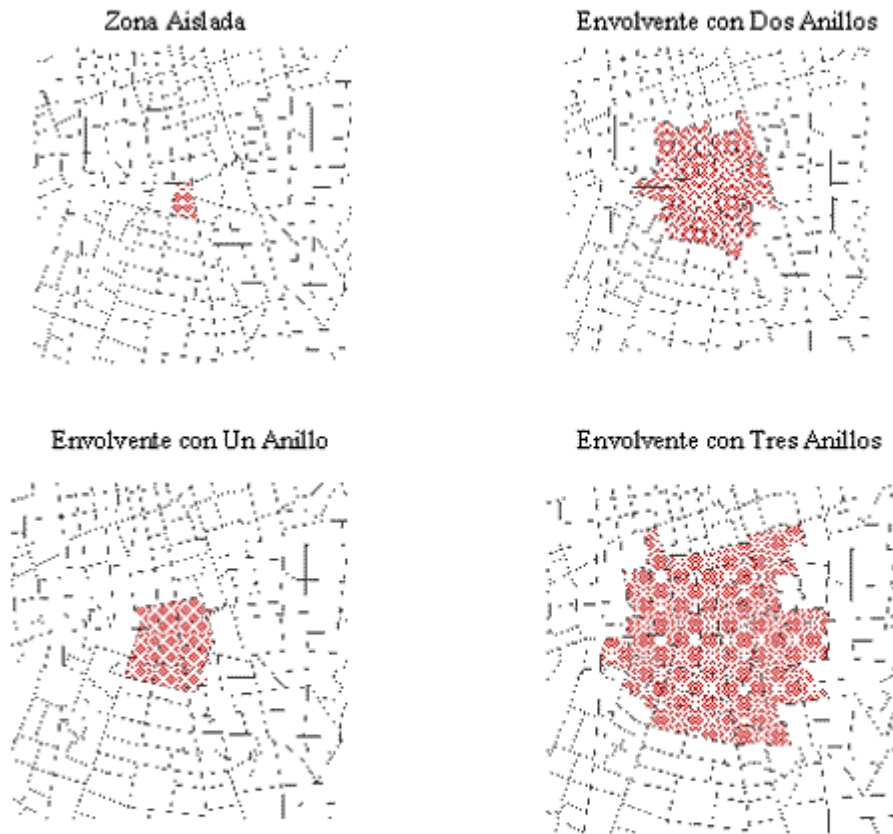 Zona Aislada
Envolvente con Dos Anillos
Envolvente con Un Anillo
Envolvente con Tres Anillos